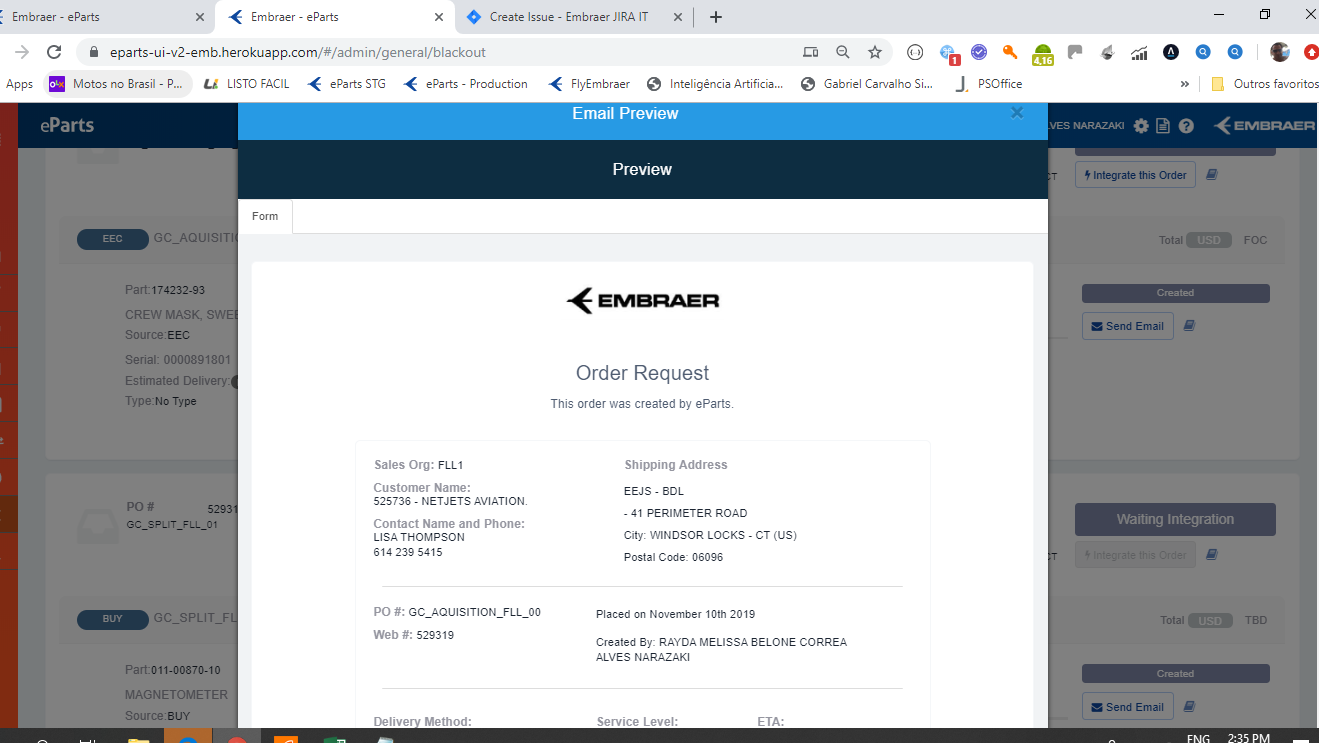 Embraer - eParts
Embraer - eParts
Create Issue - Embraer JIRA IT
eparts-ui-v2-emb.herokuapp.com/#/admin/general/blackout
1
4,16
Apps
olx
Motos no Brasil - P...
LISTO FACIL
eParts STG
eParts - Production
FlyEmbraer
Inteligência Artificia...
Gabriel Carvalho Si...
PSOffice
»
Outros favoritos
eParts
Email Preview
ALVES NARAZAKI
EMBRAER
Preview
CT
Integrate this Order
Form
EEC
GC_AQUISITIO
Total USD FOC
Part:174232-93
CREW MASK, SWEE
Source:EEC
Serial: 0000891801
Estimated Delivery:
Type:No Type
Created
Send Email
EMBRAER
Order Request
This order was created by eParts.
Sales Org: FLL1
Customer Name:
525736 - NETJETS AVIATION.
Contact Name and Phone:
LISA THOMPSON
614 239 5415
Shipping Address
EEJS - BDL
- 41 PERIMETER ROAD
City: WINDSOR LOCKS - CT (US)
Postal Code: 06096
PO #: GC_AQUISITION_FLL_00
Web #: 529319
Placed on November 10th 2019
Created By: RAYDA MELISSA BELONE CORREA
ALVES NARAZAKI
Delivery Method:
Service Level:
ETA:
PO #
52931
GC_SPLIT_FLL_01
Waiting Integration
CT
Integrate this Order
BUY
GC_SPLIT_FL
Total USD TBD
Part:011-00870-10
MAGNETOMETER
Source:BUY
Created
Send Email
ENG
2:35 PM